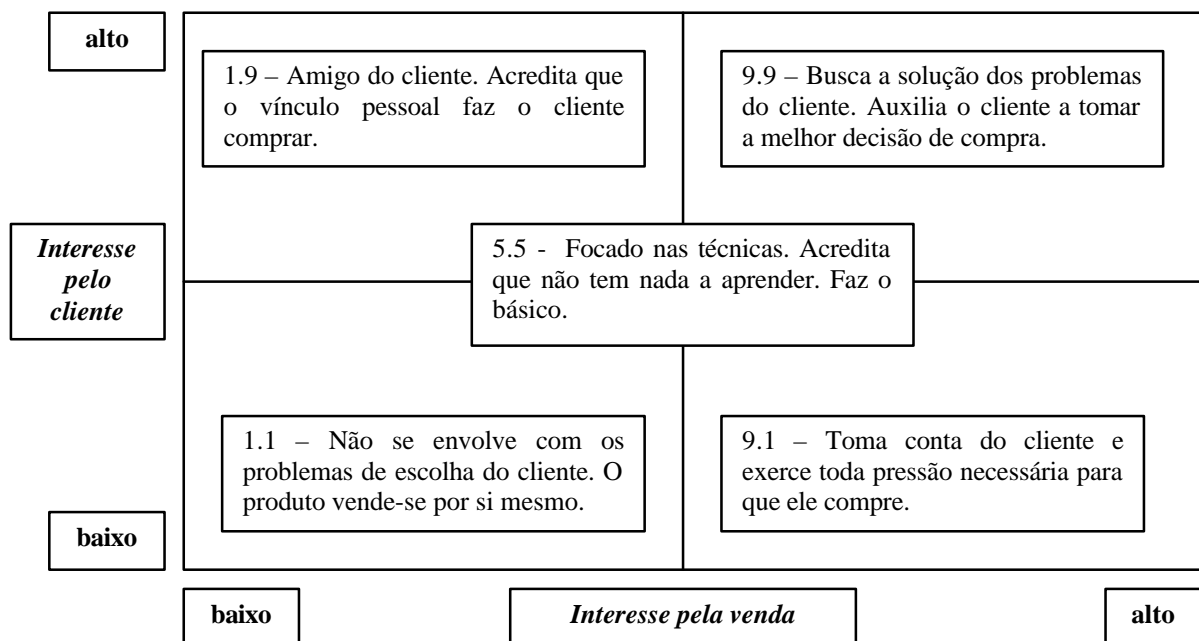 alto
1.9 – Amigo do cliente. Acredita que
o vínculo pessoal faz o cliente
comprar.
9.9 – Busca a solução dos problemas
do cliente. Auxilia o cliente a tomar
a melhor decisão de compra.
Interesse
pelo
cliente
5.5 - Focado nas técnicas. Acredita
que não tem nada a aprender. Faz o
básico.
1.1 – Não se envolve com os
problemas de escolha do cliente. O
produto vende-se por si mesmo.
9.1 – Toma conta do cliente e
exerce toda pressão necessária para
que ele compre.
baixo
baixo
Interesse pela venda
alto